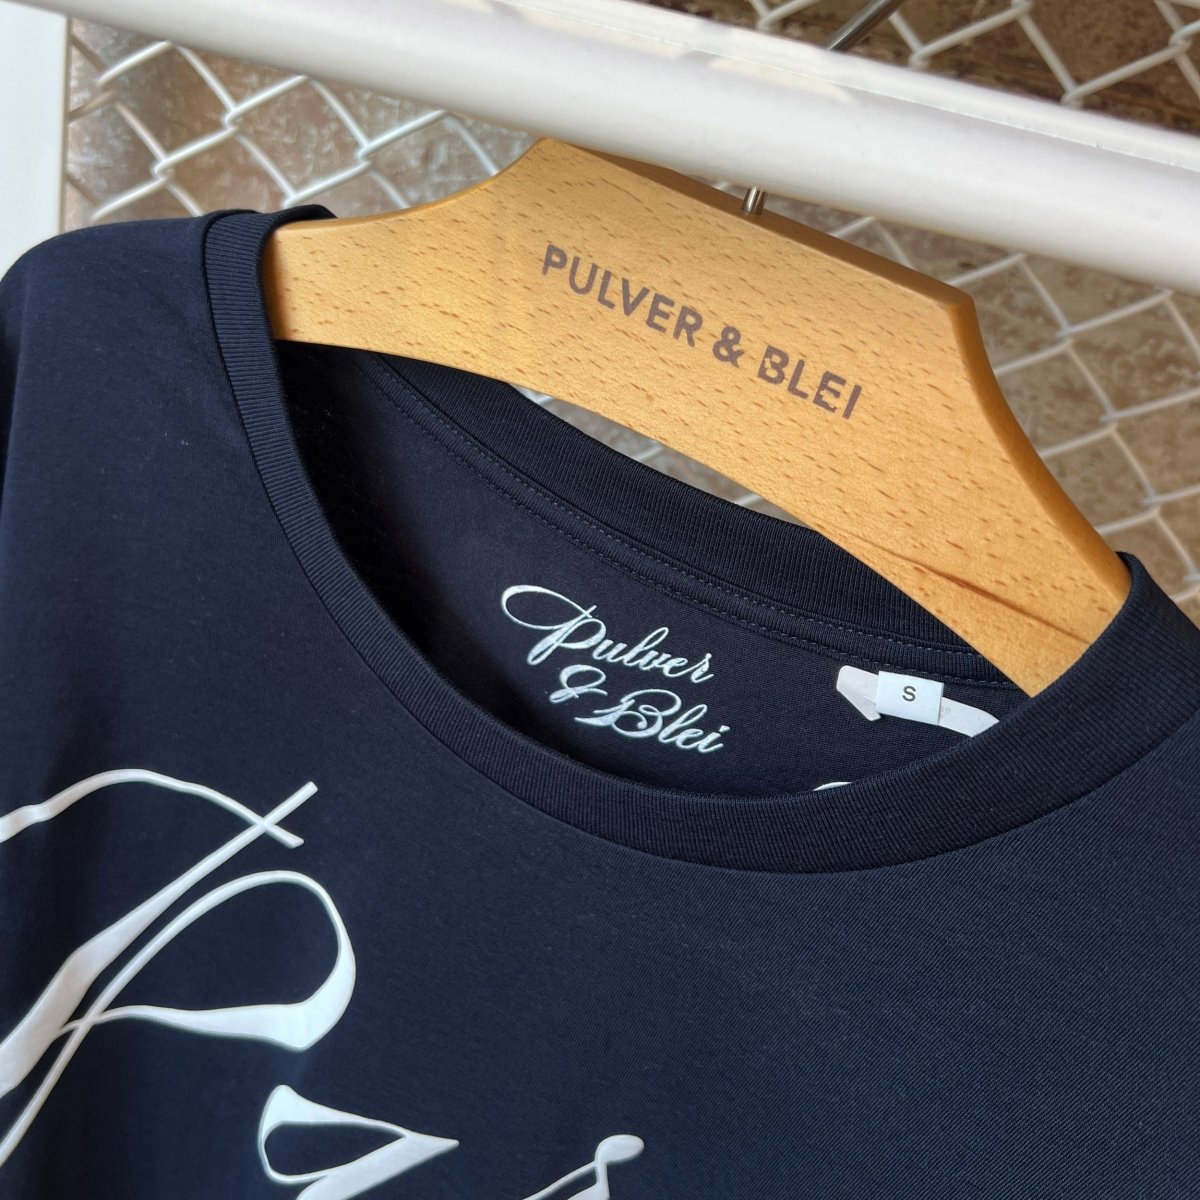 PULVER & BLEI
Pulver
& Blei
S